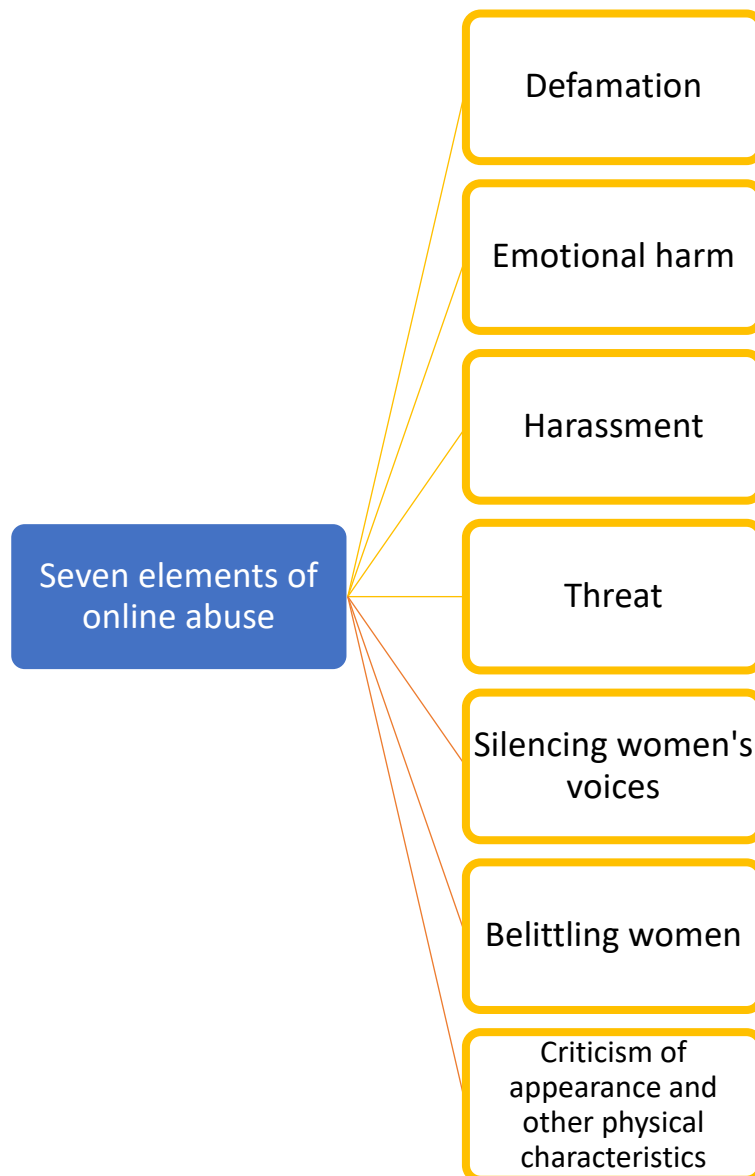 Defamation
Emotional harm
Harassment
Seven elements of
online abuse
Threat
Silencing women's
voices
Belittling women
Criticism of
appearance and
other physical
characteristics